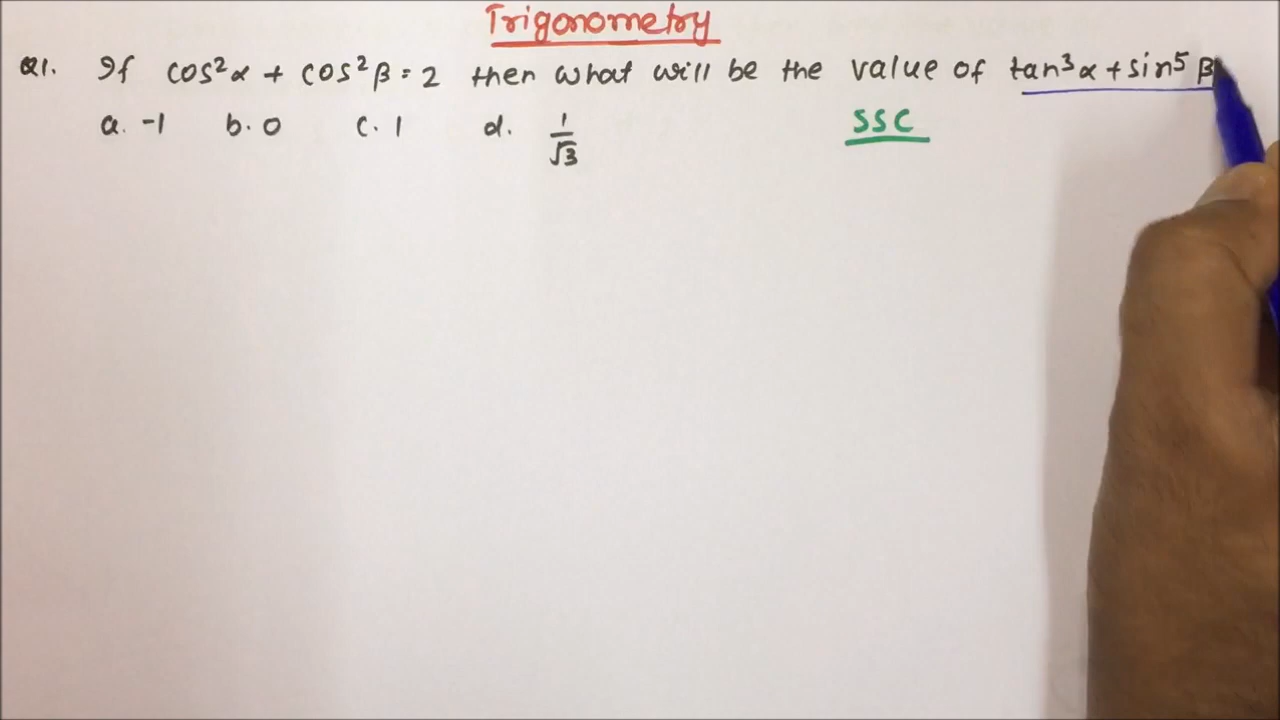 Trigonometry
Q1. If cos²α + cos²β = 2 then what will be the value of tan³α + sin⁵β
a. -1 b. 0 c. 1 d. 1/√3 SSC